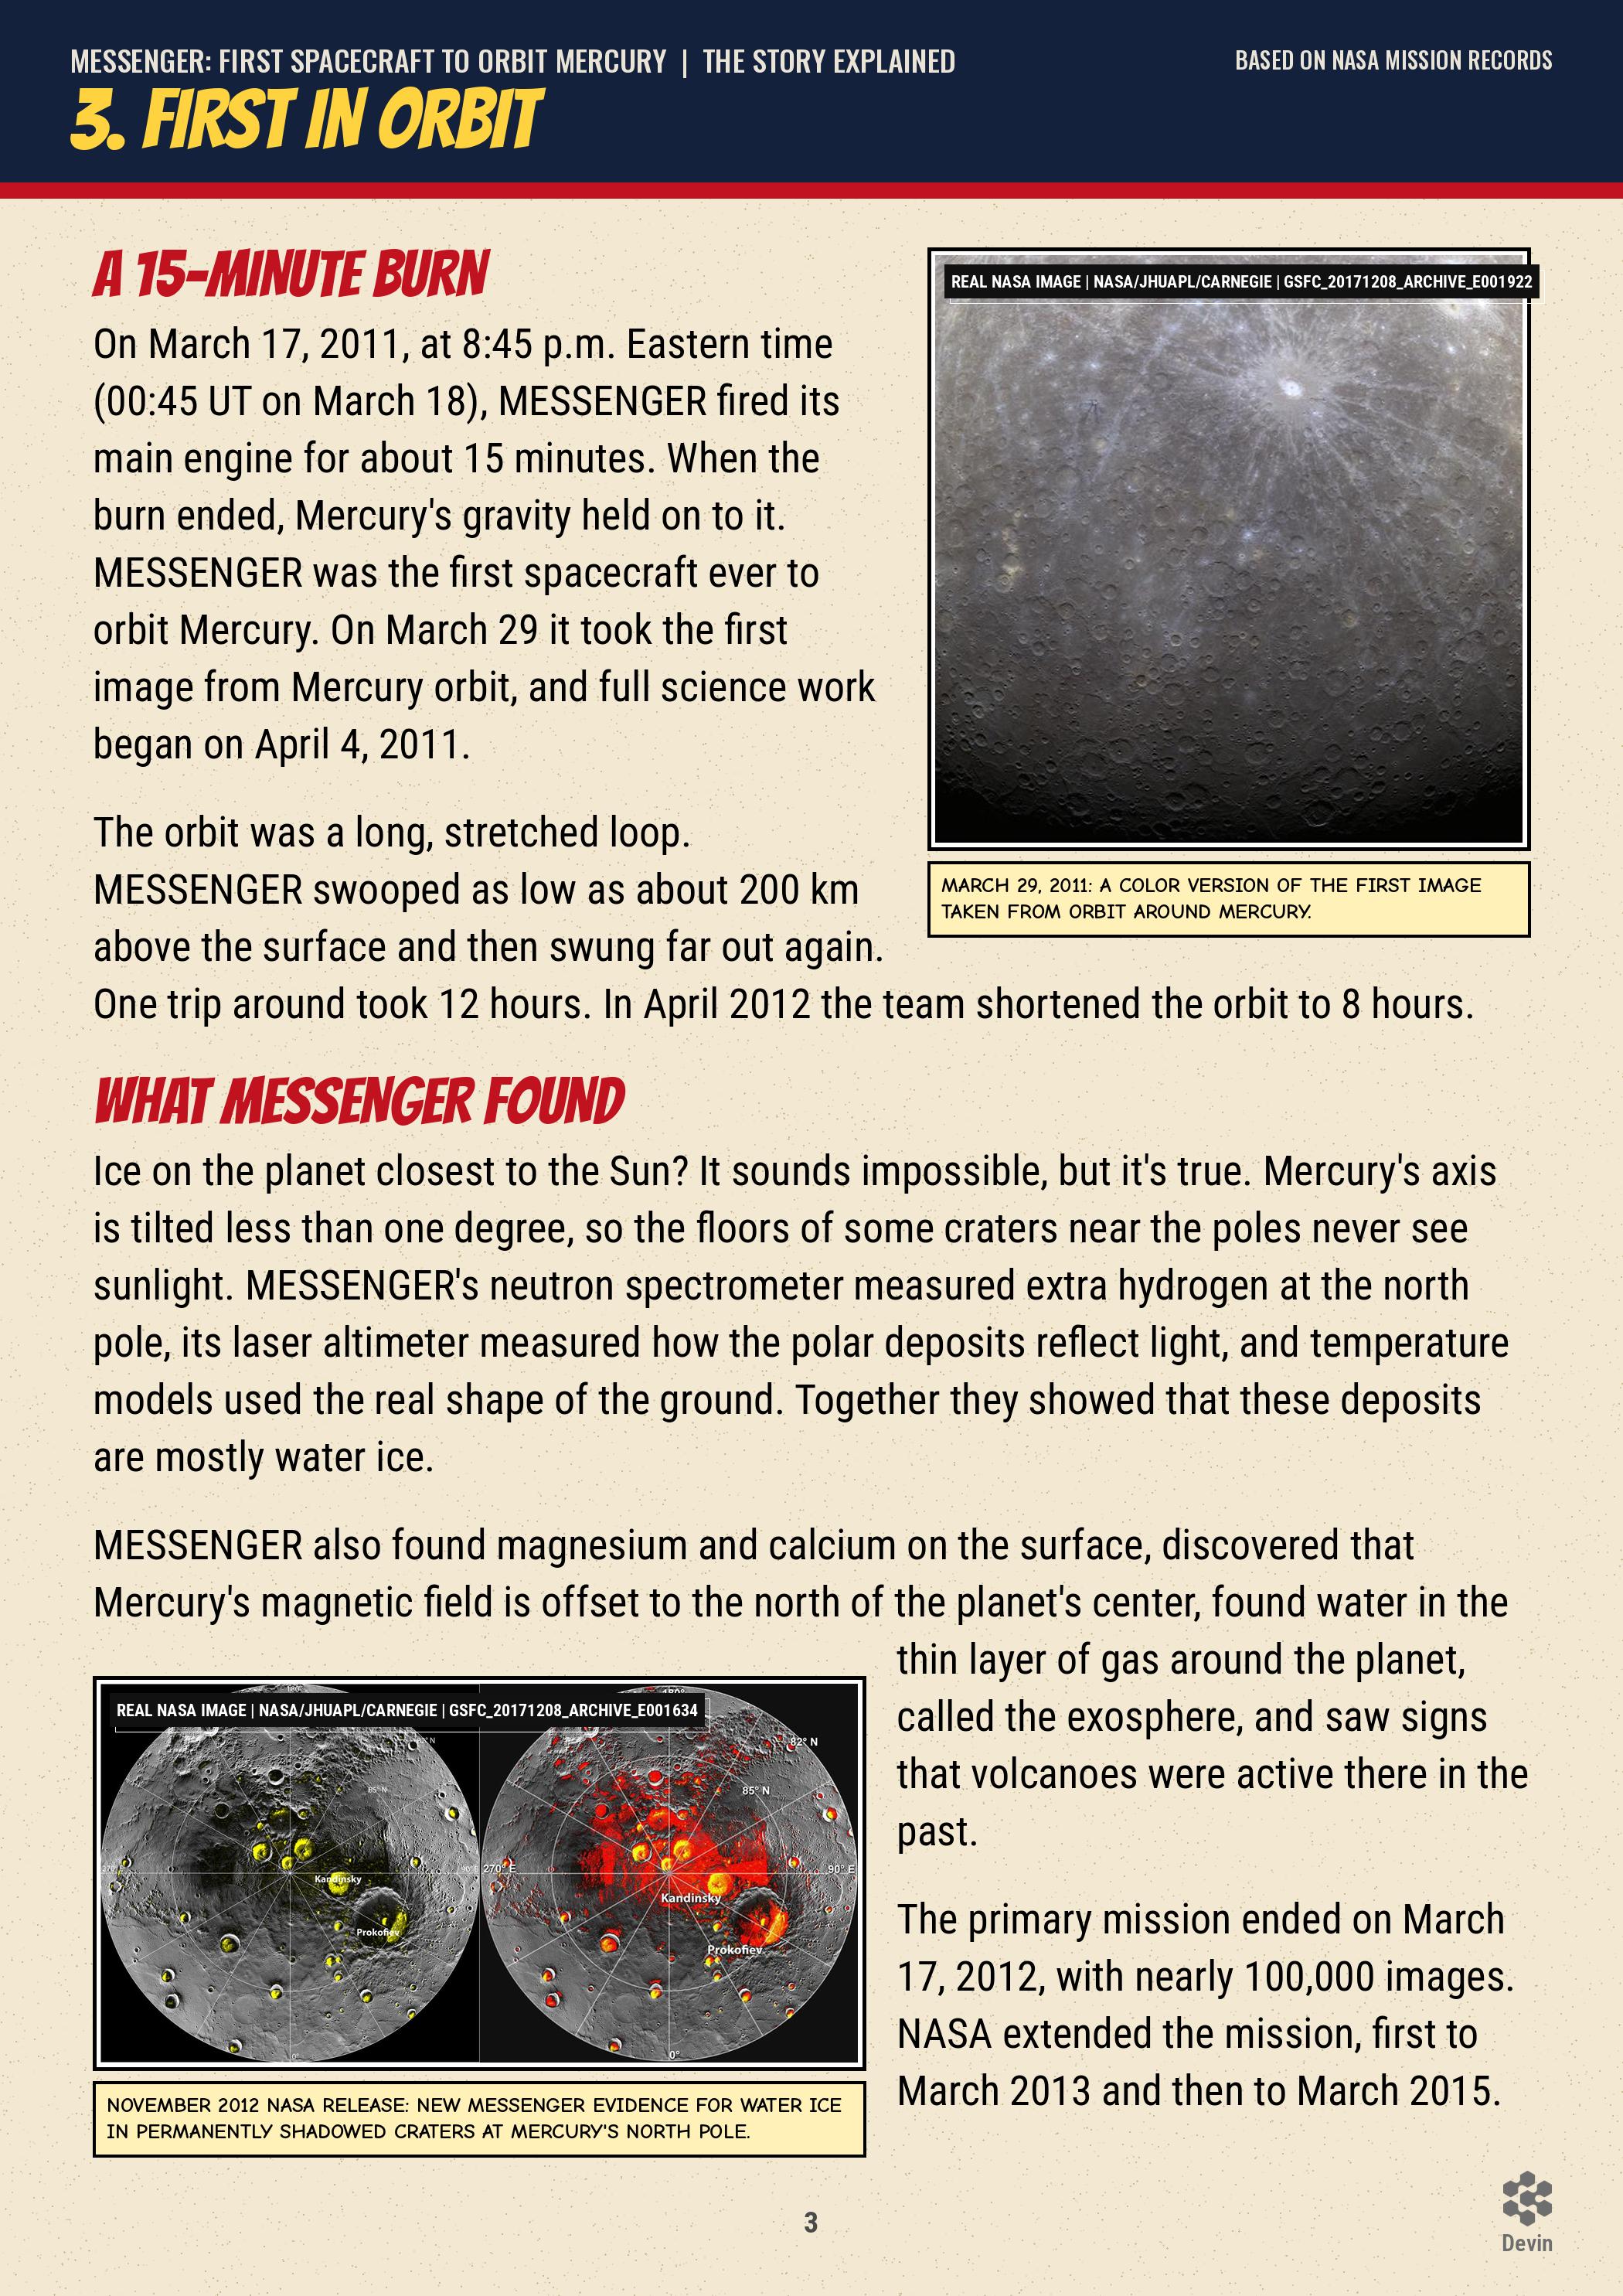 MESSENGER: FIRST SPACECRAFT TO ORBIT MERCURY | THE STORY EXPLAINED
BASED ON NASA MISSION RECORDS
3. FIRST IN ORBIT
A 15-MINUTE BURN
On March 17, 2011, at 8:45 p.m. Eastern time
(00:45 UT on March 18), MESSENGER fired its
main engine for about 15 minutes. When the
burn ended, Mercury's gravity held on to it.
MESSENGER was the first spacecraft ever to
orbit Mercury. On March 29 it took the first
image from Mercury orbit, and full science work
began on April 4, 2011.
REAL NASA IMAGE | NASA/JHUAPL/CARNEGIE | GSFC_20171208_ARCHIVE_E001922
MARCH 29, 2011: A COLOR VERSION OF THE FIRST IMAGE
TAKEN FROM ORBIT AROUND MERCURY.
The orbit was a long, stretched loop.
MESSENGER swooped as low as about 200 km
above the surface and then swung far out again.
One trip around took 12 hours. In April 2012 the team shortened the orbit to 8 hours.
WHAT MESSENGER FOUND
Ice on the planet closest to the Sun? It sounds impossible, but it's true. Mercury's axis
is tilted less than one degree, so the floors of some craters near the poles never see
sunlight. MESSENGER's neutron spectrometer measured extra hydrogen at the north
pole, its laser altimeter measured how the polar deposits reflect light, and temperature
models used the real shape of the ground. Together they showed that these deposits
are mostly water ice.
MESSENGER also found magnesium and calcium on the surface, discovered that
Mercury's magnetic field is offset to the north of the planet's center, found water in the
thin layer of gas around the planet,
called the exosphere, and saw signs
that volcanoes were active there in the
past.
REAL NASA IMAGE | NASA/JHUAPL/CARNEGIE | GSFC_20171208_ARCHIVE_E001634
85° N
Kandinsky
Prokofiev
0°
82° N
85° N
270° E
90° E
Kandinsky
Prokofiev
0°
NOVEMBER 2012 NASA RELEASE: NEW MESSENGER EVIDENCE FOR WATER ICE
IN PERMANENTLY SHADOWED CRATERS AT MERCURY'S NORTH POLE.
The primary mission ended on March
17, 2012, with nearly 100,000 images.
NASA extended the mission, first to
March 2013 and then to March 2015.
3
Devin